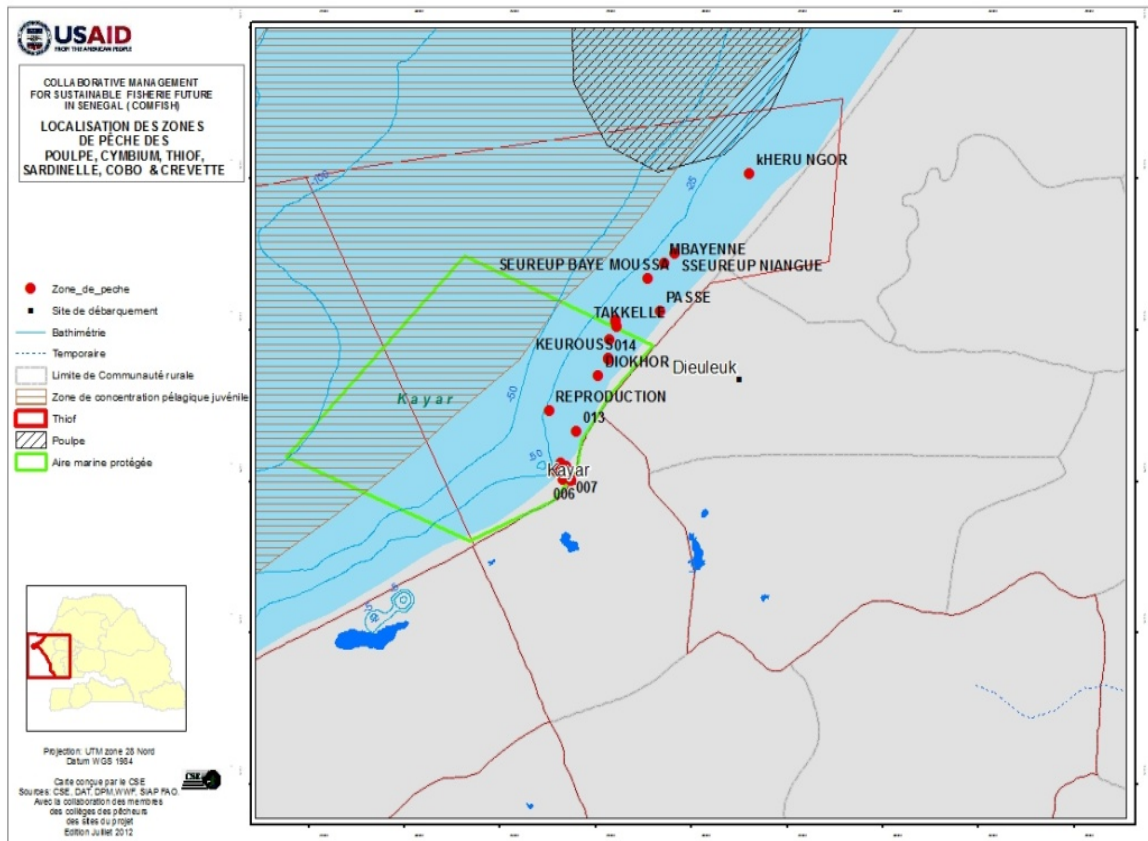 USAID
FROM THE AMERICAN PEOPLE
COLLABORATIVE MANAGEMENT
FOR SUSTAINABLE FISHERIE FUTURE
IN SENEGAL ( COMFISH)
LOCALISATION DES ZONES
DE PÊCHE DES
POULPE, CYMBIUM, THIOF,
SARDINELLE, COBO & CREVETTE
Zone_de_peche
Site de débarquement
Bathimétrie
Temporaire
Limite de Communauté rurale
Zone de concentration pélagique juvénile
Thiof
Poulpe
Aire marine protégée
Projection: UTM zone 28 Nord
Datum WGS 1984
Carte conçue par le CSE
Sources: CSE, DAT, DPM,WWF, SIAP FAO.
Avec la collaboration des membres
des collèges des pêcheurs
des sites du projet
Edition Juillet 2012
CSE
-100
-25
kHERU NGOR
MBAYENNE
SEUREUP BAYE MOUSSA
SSEUREUP NIANGUE
PASSE
TAKKELLE
KEUROUSS
014
DIOKHOR
Dieuleuk
-50
Kayar
REPRODUCTION
013
-50
Kayar
007
006